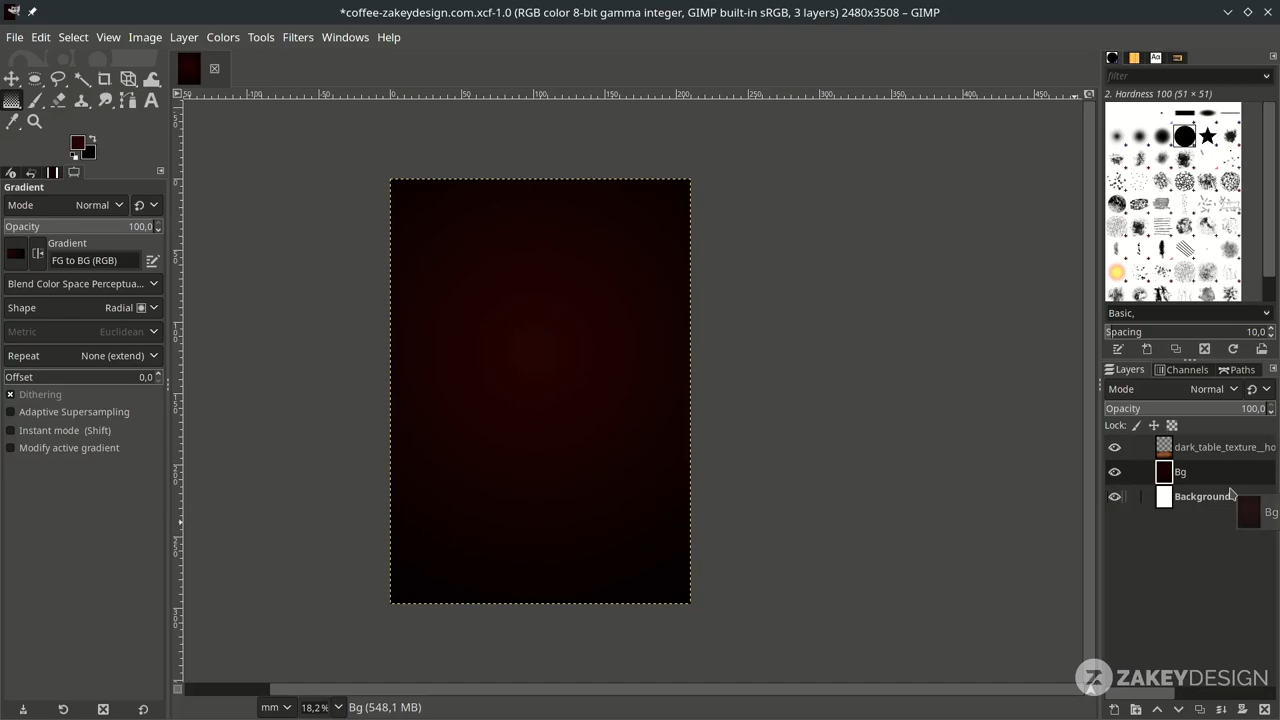 *coffee-zakeydesign.com.xcf-1.0 (RGB color 8-bit gamma integer, GIMP built-in sRGB, 3 layers) 2480x3508 – GIMP
File Edit Select View Image Layer Colors Tools Filters Windows Help
filter
2. Hardness 100 (51 × 51)
Gradient
Mode Normal
Opacity 100,0
Gradient
FG to BG (RGB)
Blend Color Space Perceptua...
Shape Radial
Metric Euclidean
Repeat None (extend)
Offset 0,0
Dithering
Adaptive Supersampling
Instant mode (Shift)
Modify active gradient
Basic,
Spacing 10,0
Layers Channels Paths
Mode Normal
Opacity 100,0
Lock:
dark_table_texture__ho
Bg
Background
Bg
ZAKEYDESIGN
mm 18,2 % Bg (548,1 MB)